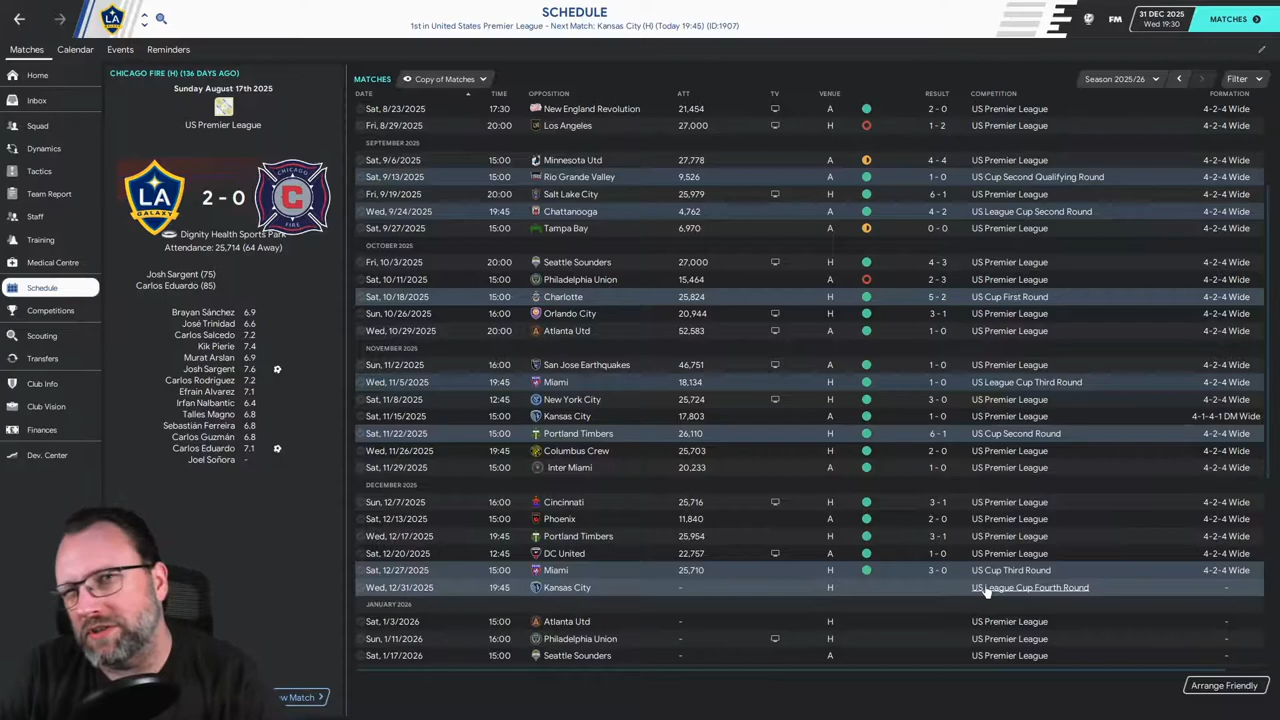 SCHEDULE
1st in United States Premier League - Next Match: Kansas City (H) (Today 19:45) (ID:1907)
FM
31 DEC 2025
Wed 19:30
MATCHES
Matches Calendar Events Reminders
Home
Inbox
Squad
Dynamics
Tactics
Team Report
Staff
Training
Medical Centre
Schedule
Competitions
Scouting
Transfers
Club Info
Club Vision
Finances
Dev. Center
CHICAGO FIRE (H) (136 DAYS AGO)
Sunday August 17th 2025
US Premier League
LA GALAXY 2 - 0 CHICAGO C FIRE
Dignity Health Sports Park
Attendance: 25,714 (64 Away)
Josh Sargent (75)
Carlos Eduardo (85)
Brayan Sánchez 6.9
José Trinidad 6.6
Carlos Salcedo 7.2
Kik Pierie 7.4
Murat Arslan 6.9
Josh Sargent 7.6
Carlos Rodriguez 7.2
Efrain Alvarez 7.1
Irfan Nalbantic 6.4
Talles Magno 6.8
Sebastián Ferreira 6.8
Carlos Guzmán 6.8
Carlos Eduardo 7.1
Joel Soñora -
ew Match
MATCHES Copy of Matches Season 2025/26 Filter
DATE TIME OPPOSITION ATT TV VENUE RESULT COMPETITION FORMATION
Sat, 8/23/2025 17:30 New England Revolution 21,454 A 2 - 0 US Premier League 4-2-4 Wide
Fri, 8/29/2025 20:00 Los Angeles 27,000 H 1 - 2 US Premier League 4-2-4 Wide
SEPTEMBER 2025
Sat, 9/6/2025 15:00 Minnesota Utd 27,778 A 4 - 4 US Premier League 4-2-4 Wide
Sat, 9/13/2025 15:00 Rio Grande Valley 9,526 A 1 - 0 US Cup Second Qualifying Round 4-2-4 Wide
Fri, 9/19/2025 20:00 Salt Lake City 25,979 H 6 - 1 US Premier League 4-2-4 Wide
Wed, 9/24/2025 19:45 Chattanooga 4,762 A 4 - 2 US League Cup Second Round 4-2-4 Wide
Sat, 9/27/2025 15:00 Tampa Bay 6,970 A 0 - 0 US Premier League 4-2-4 Wide
OCTOBER 2025
Fri, 10/3/2025 20:00 Seattle Sounders 27,000 H 4 - 3 US Premier League 4-2-4 Wide
Sat, 10/11/2025 15:00 Philadelphia Union 15,464 A 2 - 3 US Premier League 4-2-4 Wide
Sat, 10/18/2025 15:00 Charlotte 25,824 H 5 - 2 US Cup First Round 4-2-4 Wide
Sun, 10/26/2025 16:00 Orlando City 20,944 H 3 - 1 US Premier League 4-2-4 Wide
Wed, 10/29/2025 20:00 Atlanta Utd 52,583 A 1 - 0 US Premier League 4-2-4 Wide
NOVEMBER 2025
Sun, 11/2/2025 16:00 San Jose Earthquakes 46,751 A 1 - 0 US Premier League 4-2-4 Wide
Wed, 11/5/2025 19:45 Miami 18,134 H 1 - 0 US League Cup Third Round 4-2-4 Wide
Sat, 11/8/2025 12:45 New York City 25,724 H 3 - 0 US Premier League 4-2-4 Wide
Sat, 11/15/2025 15:00 Kansas City 17,803 A 1 - 0 US Premier League 4-1-4-1 DM Wide
Sat, 11/22/2025 15:00 Portland Timbers 26,110 H 6 - 1 US Cup Second Round 4-2-4 Wide
Wed, 11/26/2025 19:45 Columbus Crew 25,703 H 2 - 0 US Premier League 4-2-4 Wide
Sat, 11/29/2025 15:00 Inter Miami 20,233 A 1 - 0 US Premier League 4-2-4 Wide
DECEMBER 2025
Sun, 12/7/2025 16:00 Cincinnati 25,716 H 3 - 1 US Premier League 4-2-4 Wide
Sat, 12/13/2025 15:00 Phoenix 11,840 A 2 - 0 US Premier League 4-2-4 Wide
Wed, 12/17/2025 19:45 Portland Timbers 25,954 H 3 - 1 US Premier League 4-2-4 Wide
Sat, 12/20/2025 12:45 DC United 22,757 A 1 - 0 US Premier League 4-2-4 Wide
Sat, 12/27/2025 15:00 Miami 25,710 H 3 - 0 US Cup Third Round 4-2-4 Wide
Wed, 12/31/2025 19:45 Kansas City - H US League Cup Fourth Round -
JANUARY 2026
Sat, 1/3/2026 15:00 Atlanta Utd - H US Premier League -
Sun, 1/11/2026 16:00 Philadelphia Union - H US Premier League -
Sat, 1/17/2026 15:00 Seattle Sounders - A US Premier League -
Arrange Friendly